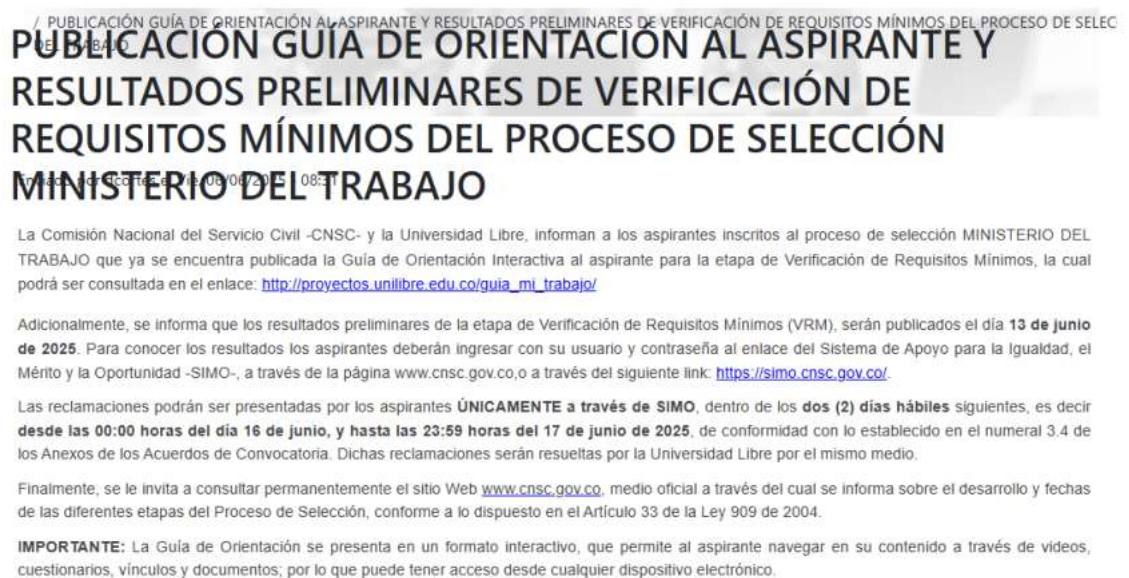 / PUBLICACIÓN GUÍA DE ORIENTACIÓN AL ASPIRANTE Y RESULTADOS PRELIMINARES DE VERIFICACIÓN DE REQUISITOS MÍNIMOS DEL PROCESO DE SELEC
DEL TRABAJO
PUBLICACIÓN GUÍA DE ORIENTACIÓN AL ASPIRANTE Y
RESULTADOS PRELIMINARES DE VERIFICACIÓN DE
REQUISITOS MÍNIMOS DEL PROCESO DE SELECCIÓN
MINISTERIO DEL TRABAJO
06/06/2025 08:31
La Comisión Nacional del Servicio Civil -CNSC- y la Universidad Libre, informan a los aspirantes inscritos al proceso de selección MINISTERIO DEL
TRABAJO que ya se encuentra publicada la Guía de Orientación Interactiva al aspirante para la etapa de Verificación de Requisitos Mínimos, la cual
podrá ser consultada en el enlace: http://proyectos.unilibre.edu.co/guia_mi_trabajo/
Adicionalmente, se informa que los resultados preliminares de la etapa de Verificación de Requisitos Mínimos (VRM), serán publicados el día 13 de junio
de 2025. Para conocer los resultados los aspirantes deberán ingresar con su usuario y contraseña al enlace del Sistema de Apoyo para la Igualdad, el
Mérito y la Oportunidad -SIMO-, a través de la página www.cnsc.gov.co,o a través del siguiente link: https://simo.cnsc.gov.co/.
Las reclamaciones podrán ser presentadas por los aspirantes ÚNICAMENTE a través de SIMO, dentro de los dos (2) días hábiles siguientes, es decir
desde las 00:00 horas del día 16 de junio, y hasta las 23:59 horas del 17 de junio de 2025, de conformidad con lo establecido en el numeral 3.4 de
los Anexos de los Acuerdos de Convocatoria. Dichas reclamaciones serán resueltas por la Universidad Libre por el mismo medio.
Finalmente, se le invita a consultar permanentemente el sitio Web www.cnsc.gov.co, medio oficial a través del cual se informa sobre el desarrollo y fechas
de las diferentes etapas del Proceso de Selección, conforme a lo dispuesto en el Artículo 33 de la Ley 909 de 2004.
IMPORTANTE: La Guía de Orientación se presenta en un formato interactivo, que permite al aspirante navegar en su contenido a través de videos,
cuestionarios, vínculos y documentos; por lo que puede tener acceso desde cualquier dispositivo electrónico.